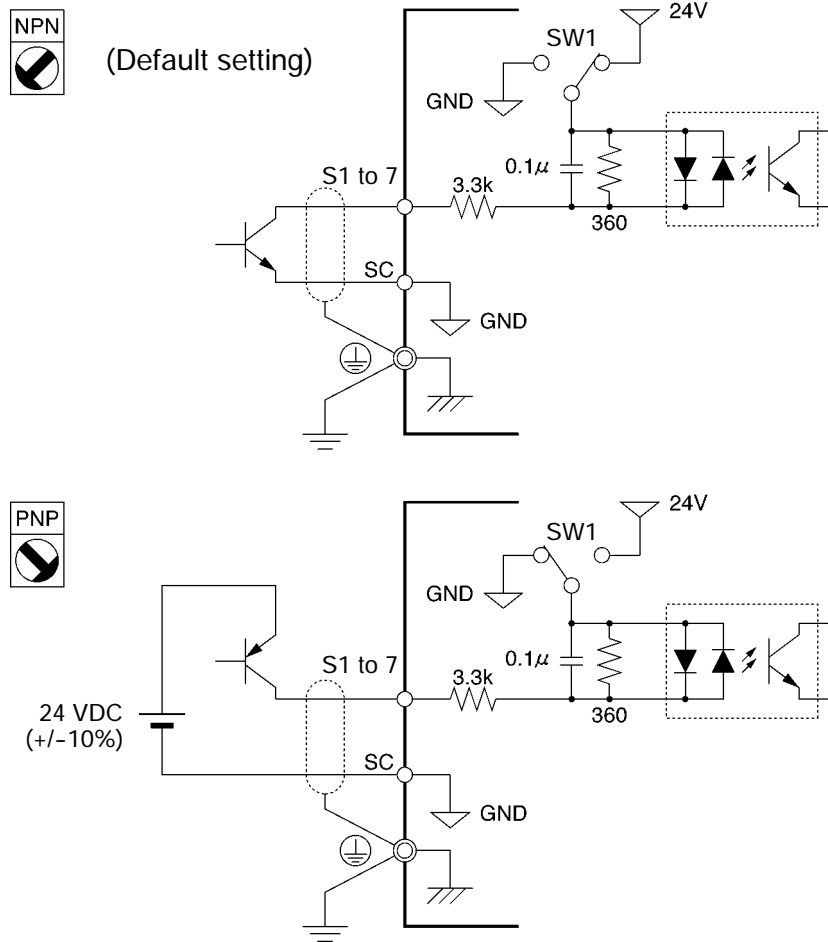 NPN
(Default setting)
24V
SW1
GND
S1 to 7
3.3k
0.1μ
360
SC
GND
PNP
24V
SW1
GND
S1 to 7
3.3k
0.1μ
360
24 VDC
(+/-10%)
SC
GND